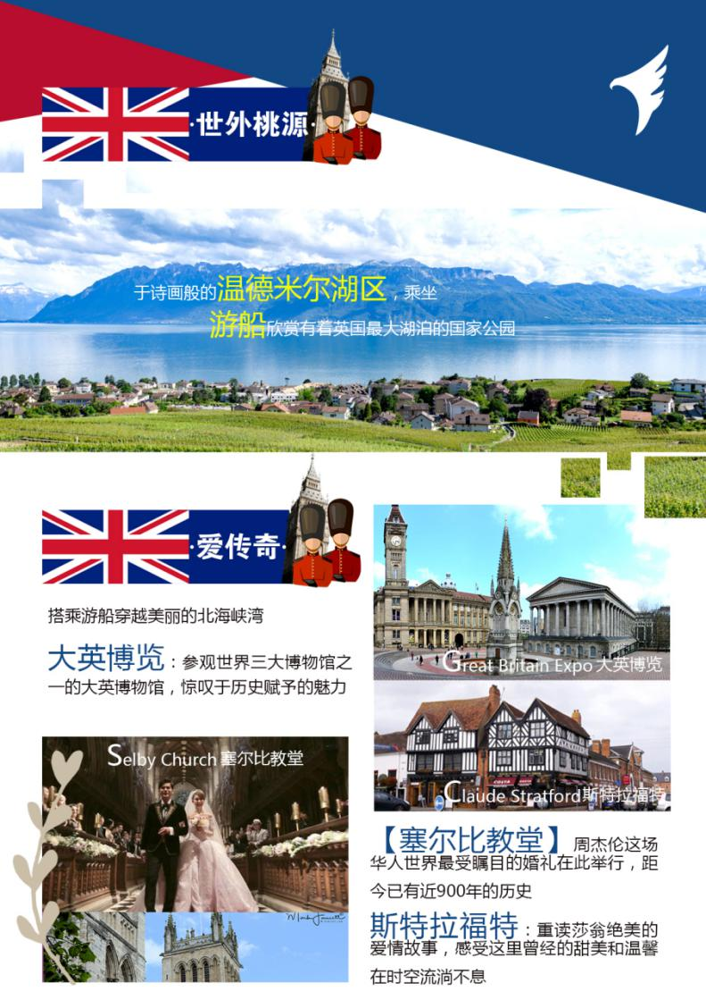 ·世外桃源·
于诗画般的温德米尔湖区，乘坐
游船欣赏有着英国最大湖泊的国家公园
·爱传奇·
搭乘游船穿越美丽的北海峡湾
大英博览：参观世界三大博物馆之
一的大英博物馆，惊叹于历史赋予的魅力
Great Britain Expo 大英博览
Claude Stratford斯特拉福特
COSTA
Selby Church 塞尔比教堂
【塞尔比教堂】周杰伦这场
华人世界最受瞩目的婚礼在此举行，距
今已有近900年的历史
斯特拉福特：重读莎翁绝美的
爱情故事，感受这里曾经的甜美和温馨
在时空流淌不息